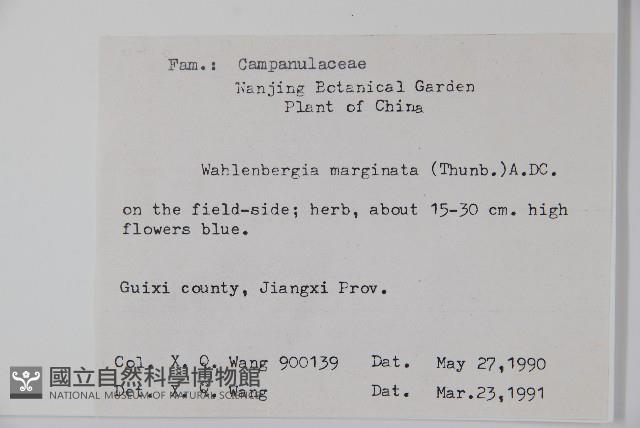 Fam.: Campanulaceae
Nanjing Botanical Garden
Plant of China
Wahlenbergia marginata (Thunb.)A.DC.
on the field-side; herb, about 15-30 cm. high
flowers blue.
Guixi county, Jiangxi Prov.
Col. X. Q. Wang 900139 Dat. May 27,1990
國立自然科學博物館
NATIONAL MUSEUM OF NATURAL SCIENCE
Det. X. Q. Wang Dat. Mar.23,1991